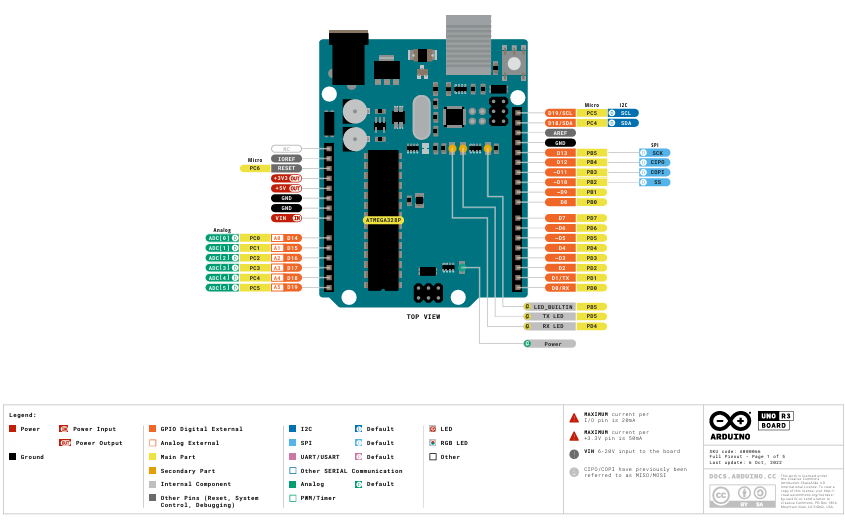 Micro
I2C
D19/SCL PC5 SCL
D18/SDA PC4 SDA
AREF
GND
SPI
D13 PB5 SCK
D12 PB4 CIPO
~D11 PB3 COPI
~D10 PB2 SS
~D9 PB1
D8 PB0
D7 PD7
~D6 PD6
~D5 PD5
D4 PD4
~D3 PD3
D2 PD2
D1/TX PD1
D0/RX PD0
LED_BUILTIN PB5
TX LED PD5
RX LED PD4
Power
NC
IOREF
Micro
PC6 RESET
+3V3 OUT
+5V OUT
GND
GND
VIN IN
Analog
ADC[0] PC0 A0 D14
ADC[1] PC1 A1 D15
ADC[2] PC2 A2 D16
ADC[3] PC3 A3 D17
ADC[4] PC4 A4 D18
ADC[5] PC5 A5 D19
ATMEGA328P
TOP VIEW
Legend:
Power
Ground
IN Power Input
OUT Power Output
GPIO Digital External
Analog External
Main Part
Secondary Part
Internal Component
Other Pins (Reset, System
Control, Debugging)
I2C
SPI
UART/USART
Other SERIAL Communication
Analog
PWM/Timer
Default
Default
Default
Default
LED
RGB LED
Other
MAXIMUM current per
I/O pin is 20mA
MAXIMUM current per
+3.3V pin is 50mA
VIN 6-20V input to the board
CIPO/COPI have previously been
referred to as MISO/MOSI
ARDUINO
UNO R3
BOARD
SKU code: A000066
Full Pinout - Page 1 of 5
Last update: 6 Oct, 2022
DOCS.ARDUINO.CC
CC
BY SA